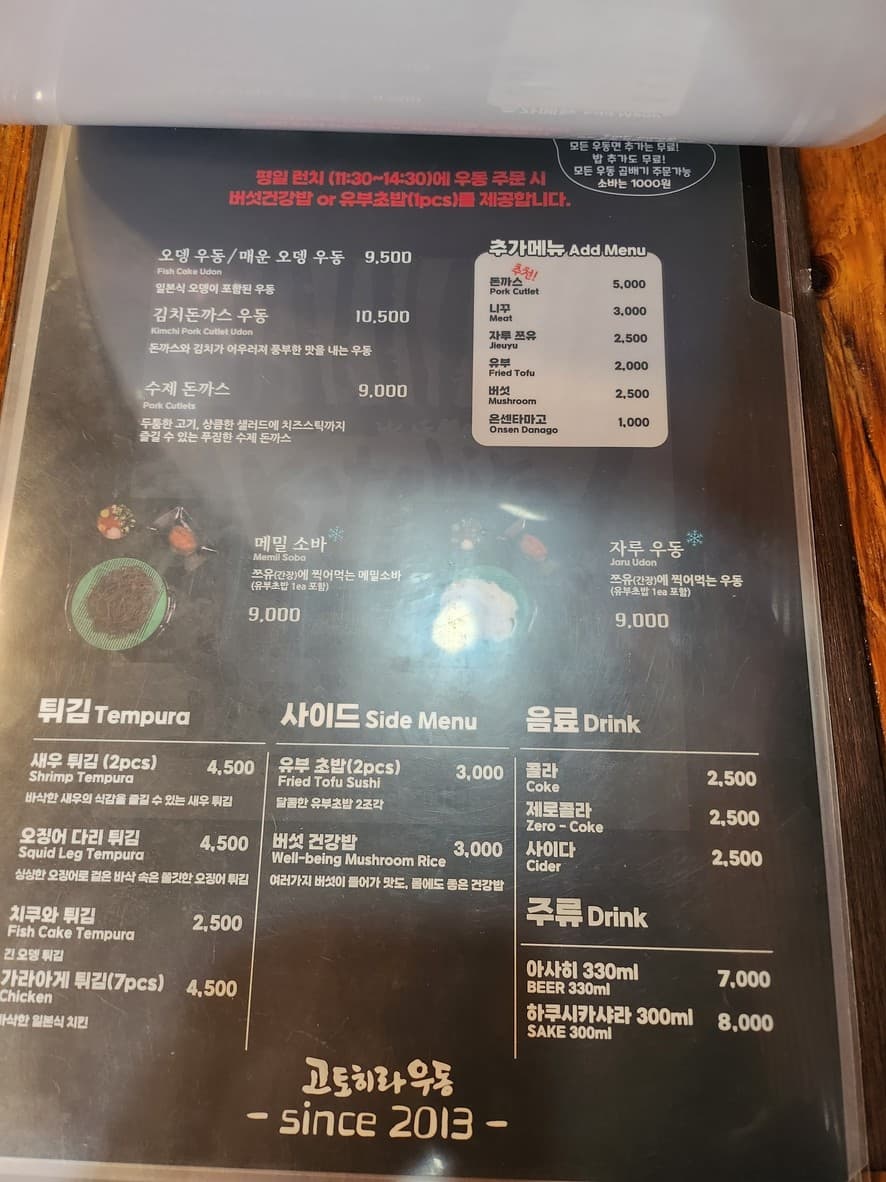 모든 우동면 추가는 무료!
밥 추가도 무료!
모든 우동 곱배기 주문가능
소바는 1000원
평일 런치 (11:30~14:30)에 우동 주문 시
버섯건강밥 or 유부초밥(1pcs)를 제공합니다.
오뎅 우동/매운 오뎅 우동 9,500
Fish Cake Udon
일본식 오뎅이 포함된 우동
김치돈까스 우동 10,500
Kimchi Pork Cutlet Udon
돈까스와 김치가 어우러져 풍부한 맛을 내는 우동
수제 돈까스 9,000
Park Cutlets
두툼한 고기, 상큼한 샐러드에 치즈스틱까지
즐길 수 있는 푸짐한 수제 돈까스
추가메뉴 Add Menu
추천!
돈까스 5,000
Pork Cutlet
니꾸 3,000
Meat
자루 쯔유 2,500
Jieuyu
유부 2,000
Fried Tofu
버섯 2,500
Mushroom
온센타마고 1,000
Onsen Danago
메밀 소바
Memil Soba
쯔유(간장)에 찍어먹는 메밀소바
(유부초밥 1ea 포함)
9,000
자루 우동
Jaru Udon
쯔유(간장)에 찍어먹는 우동
(유부초밥 1ea 포함)
9,000
튀김 Tempura
새우 튀김 (2pcs) 4,500
Shrimp Tempura
바삭한 새우의 식감을 즐길 수 있는 새우 튀김
오징어 다리 튀김 4,500
Squid Leg Tempura
싱싱한 오징어로 겉은 바삭 속은 쫄깃한 오징어 튀김
치쿠와 튀김 2,500
Fish Cake Tempura
긴 오뎅 튀김
가라아게 튀김(7pcs) 4,500
Chicken
바삭한 일본식 치킨
사이드 Side Menu
유부 초밥(2pcs) 3,000
Fried Tofu Sushi
달콤한 유부초밥 2조각
버섯 건강밥 3,000
Well-being Mushroom Rice
여러가지 버섯이 들어가 맛도, 몸에도 좋은 건강밥
음료 Drink
콜라 2,500
Coke
제로콜라 2,500
Zero - Coke
사이다 2,500
Cider
주류 Drink
아사히 330ml 7,000
BEER 330ml
하쿠시카샤라 300ml 8,000
SAKE 300ml
고토히라 우동
- since 2013 -